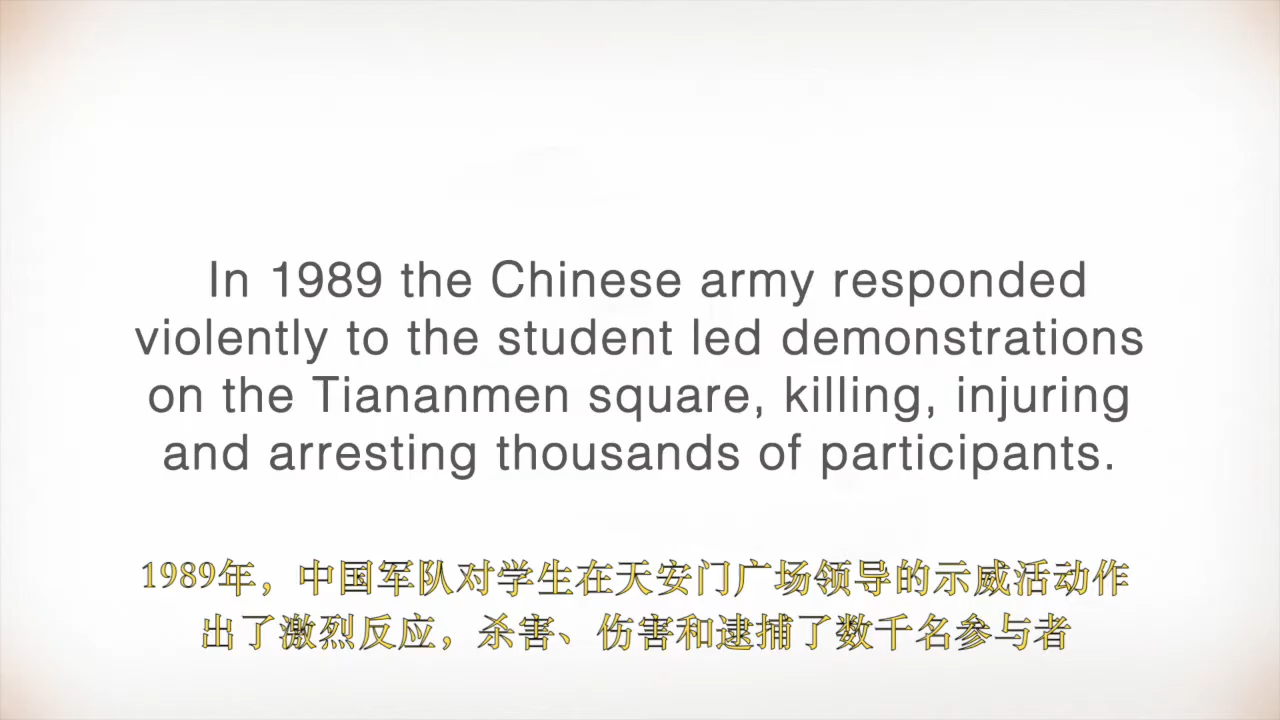 In 1989 the Chinese army responded
violently to the student led demonstrations
on the Tiananmen square, killing, injuring
and arresting thousands of participants.
1989年，中国军队对学生在天安门广场领导的示威活动作
出了激烈反应，杀害、伤害和逮捕了数千名参与者